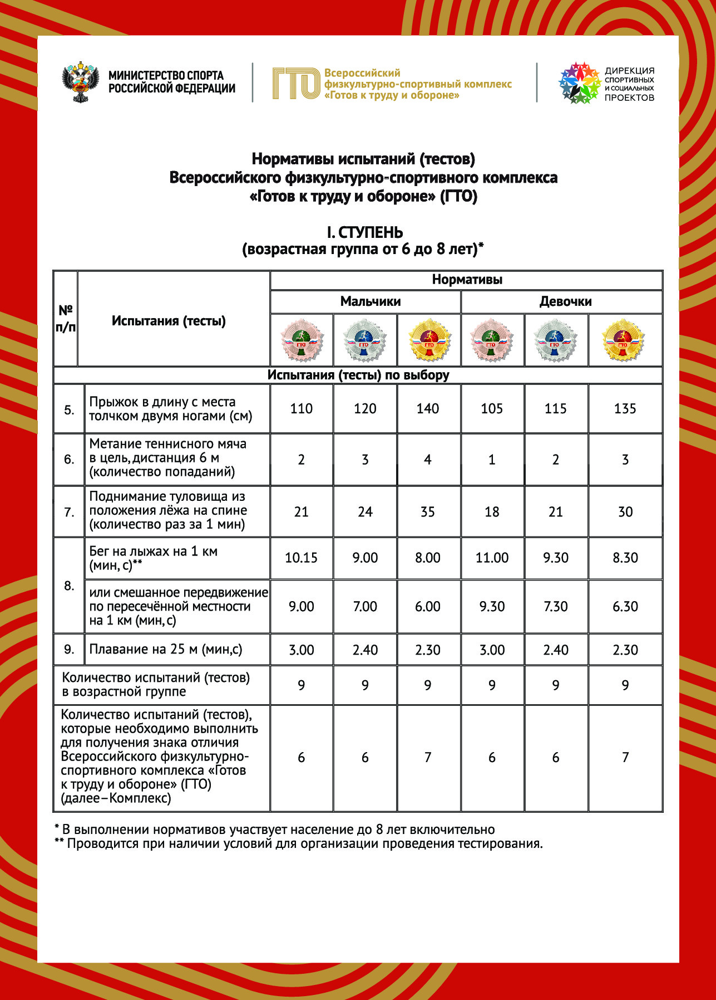 МИНИСТЕРСТВО СПОРТА
РОССИЙСКОЙ ФЕДЕРАЦИИ
ГТО
Всероссийский
физкультурно-спортивный комплекс
«Готов к труду и обороне»
ДИРЕКЦИЯ
СПОРТИВНЫХ
И СОЦИАЛЬНЫХ
ПРОЕКТОВ
Нормативы испытаний (тестов)
Всероссийского физкультурно-спортивного комплекса
«Готов к труду и обороне» (ГТО)
I. СТУПЕНЬ
(возрастная группа от 6 до 8 лет)*
№
п/п
Испытания (тесты)
Нормативы
Мальчики Девочки
ГТО ГТО ГТО ГТО ГТО ГТО
Испытания (тесты) по выбору
5. Прыжок в длину с места
толчком двумя ногами (см)
110 120 140 105 115 135
6. Метание теннисного мяча
в цель, дистанция 6 м
(количество попаданий)
2 3 4 1 2 3
7. Поднимание туловища из
положения лёжа на спине
(количество раз за 1 мин)
21 24 35 18 21 30
8. Бег на лыжах на 1 км
(мин, с)**
10.15 9.00 8.00 11.00 9.30 8.30
или смешанное передвижение
по пересечённой местности
на 1 км (мин, с)
9.00 7.00 6.00 9.30 7.30 6.30
9. Плавание на 25 м (мин,с) 3.00 2.40 2.30 3.00 2.40 2.30
Количество испытаний (тестов)
в возрастной группе
9 9 9 9 9 9
Количество испытаний (тестов),
которые необходимо выполнить
для получения знака отличия
Всероссийского физкультурно-
спортивного комплекса «Готов
к труду и обороне» (ГТО)
(далее–Комплекс)
6 6 7 6 6 7
* В выполнении нормативов участвует население до 8 лет включительно
** Проводится при наличии условий для организации проведения тестирования.